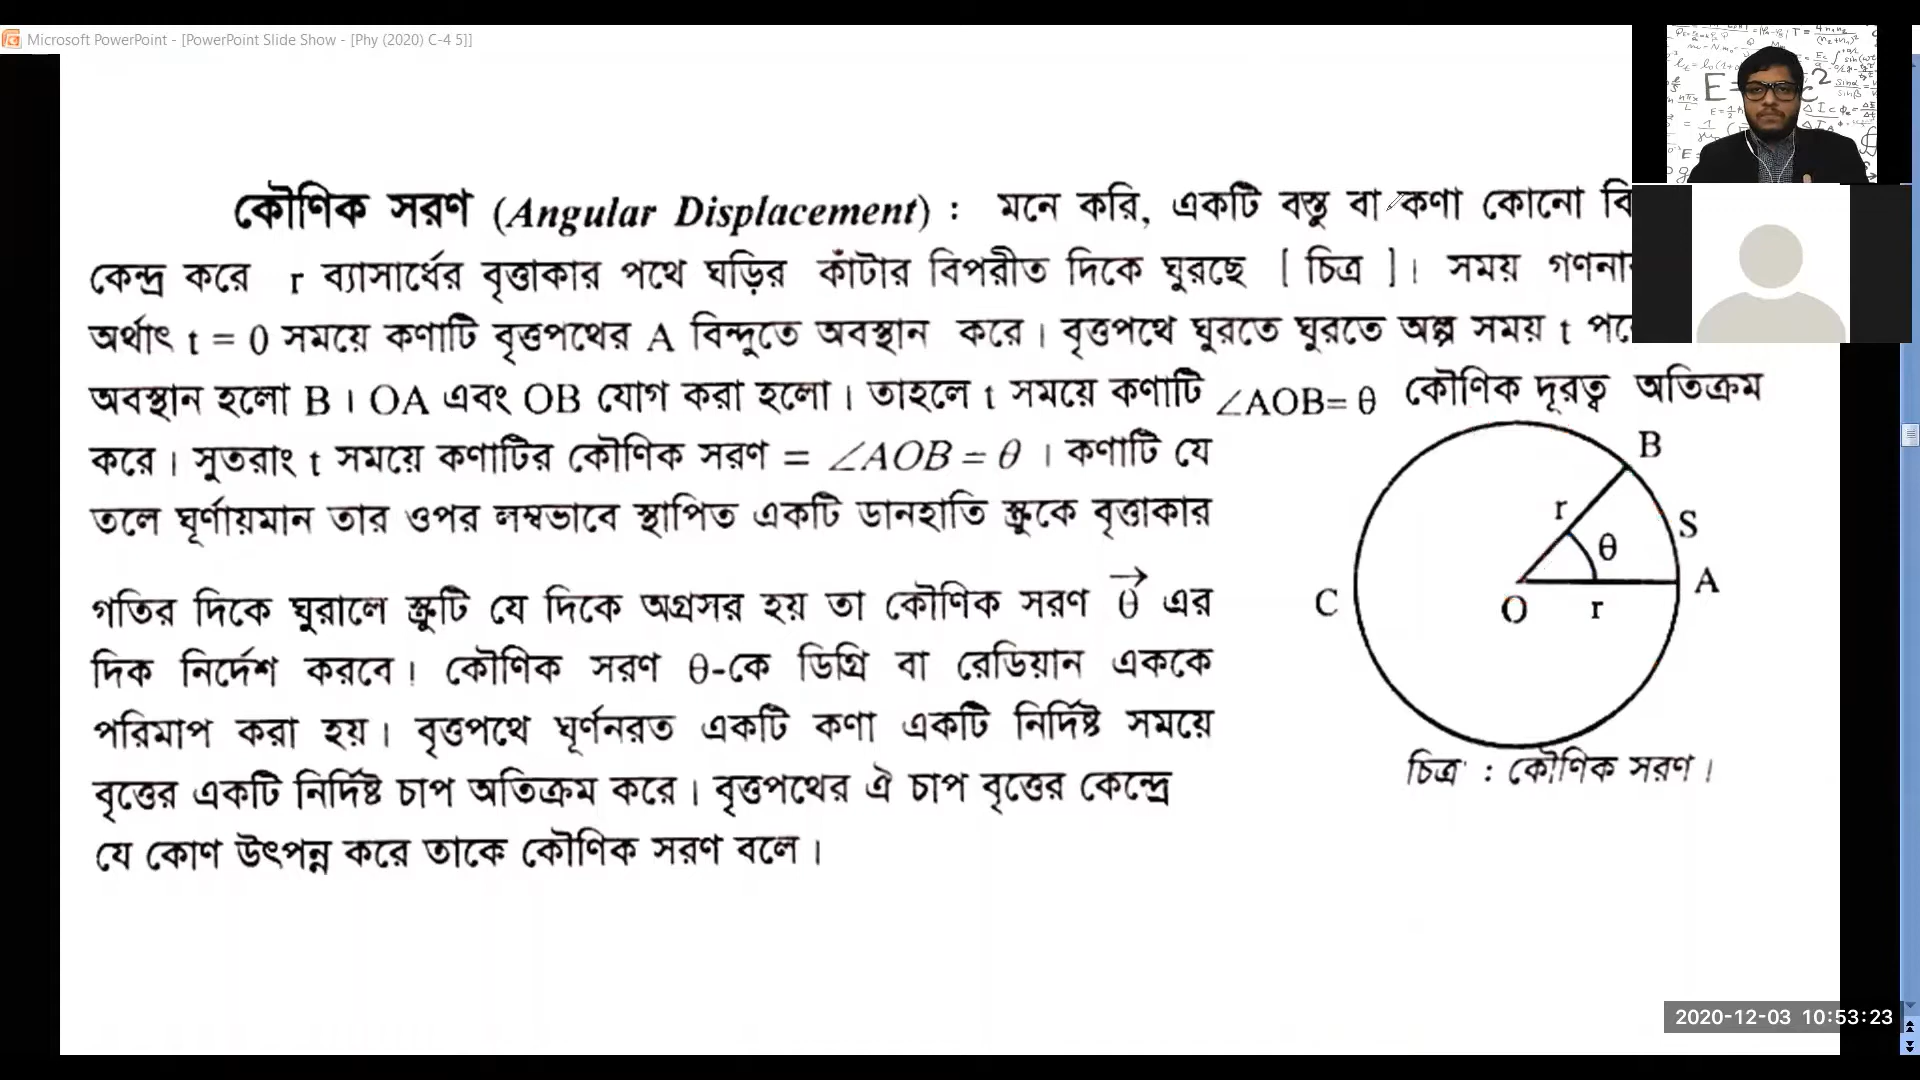 Microsoft PowerPoint - [PowerPoint Slide Show - [Phy (2020) C-4 5]]
কৌণিক সরণ (Angular Displacement) : মনে করি, একটি বস্তু বা কণা কোনো
কেন্দ্র করে r ব্যাসার্ধের বৃত্তাকার পথে ঘড়ির কাঁটার বিপরীত দিকে ঘুরছে [ চিত্র ]। সময়
অর্থাৎ t = 0 সময়ে কণাটি বৃত্তপথের A বিন্দুতে অবস্থান করে। বৃত্তপথে ঘুরতে ঘুরতে অল্প সময় t
অবস্থান হলো B । OA এবং OB যোগ করা হলো। তাহলে t সময়ে কণাটি ∠AOB= θ কৌণিক দূরত্ব অতিক্রম
করে। সুতরাং t সময়ে কণাটির কৌণিক সরণ = ∠AOB = θ । কণাটি যে
তলে ঘূর্ণায়মান তার ওপর লম্বভাবে স্থাপিত একটি ডানহাতি স্ক্রুকে বৃত্তাকার
গতির দিকে ঘুরালে স্ক্রুটি যে দিকে অগ্রসর হয় তা কৌণিক সরণ θ⃗ এর
দিক নির্দেশ করবে। কৌণিক সরণ θ-কে ডিগ্রি বা রেডিয়ান এককে
পরিমাপ করা হয়। বৃত্তপথে ঘূর্ণনরত একটি কণা একটি নির্দিষ্ট সময়ে
বৃত্তের একটি নির্দিষ্ট চাপ অতিক্রম করে। বৃত্তপথের ঐ চাপ বৃত্তের কেন্দ্রে
যে কোণ উৎপন্ন করে তাকে কৌণিক সরণ বলে।
B
r
S
θ
A
C
O
r
চিত্র : কৌণিক সরণ।
E
2020-12-03 10:53:23